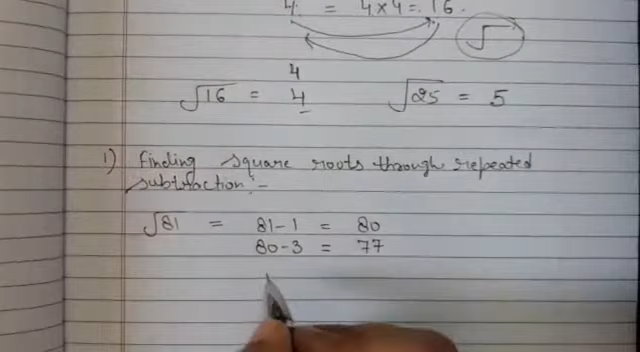 4 = 4×4 = 16.
√
4
√16 = 4 √25 = 5
1) Finding square roots through repeated
subtraction:-
√81 = 81-1 = 80
80-3 = 77